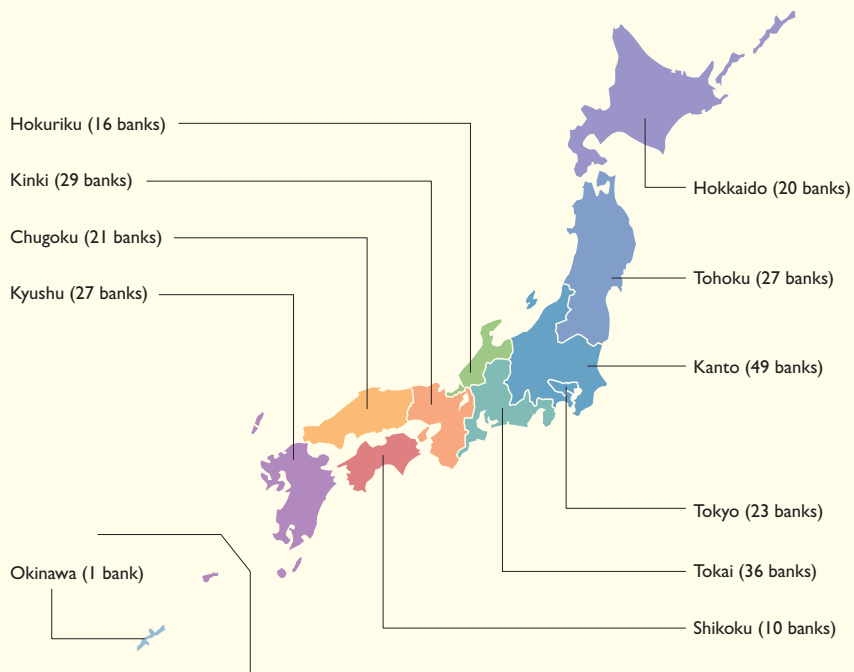 Hokuriku (16 banks)
Kinki (29 banks)
Chugoku (21 banks)
Kyushu (27 banks)
Okinawa (1 bank)
Hokkaido (20 banks)
Tohoku (27 banks)
Kanto (49 banks)
Tokyo (23 banks)
Tokai (36 banks)
Shikoku (10 banks)